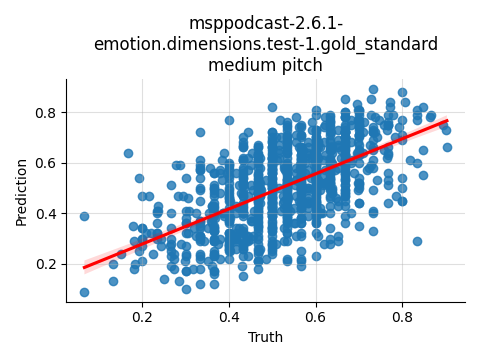 msppodcast-2.6.1-
emotion.dimensions.test-1.gold_standard
medium pitch
Prediction
0.8
0.6
0.4
0.2
0.2
0.4
0.6
0.8
Truth